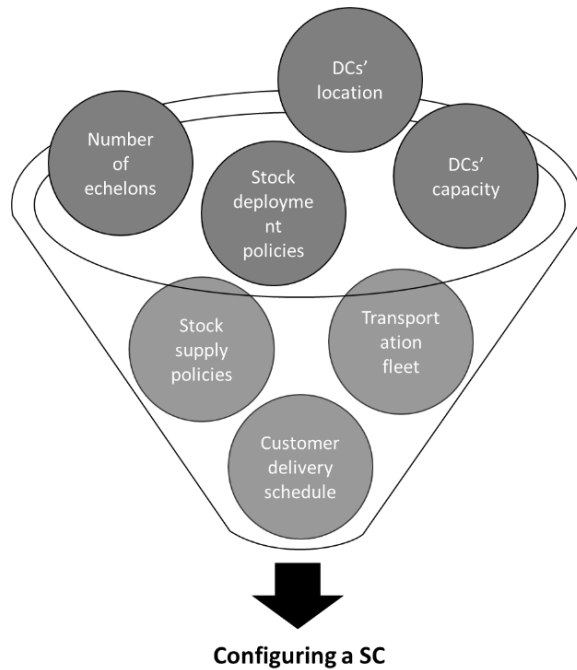 DCs'
location
Number
of
echelons
DCs'
capacity
Stock
deployme
nt
policies
Stock
supply
policies
Transport
ation
fleet
Customer
delivery
schedule
Configuring a SC